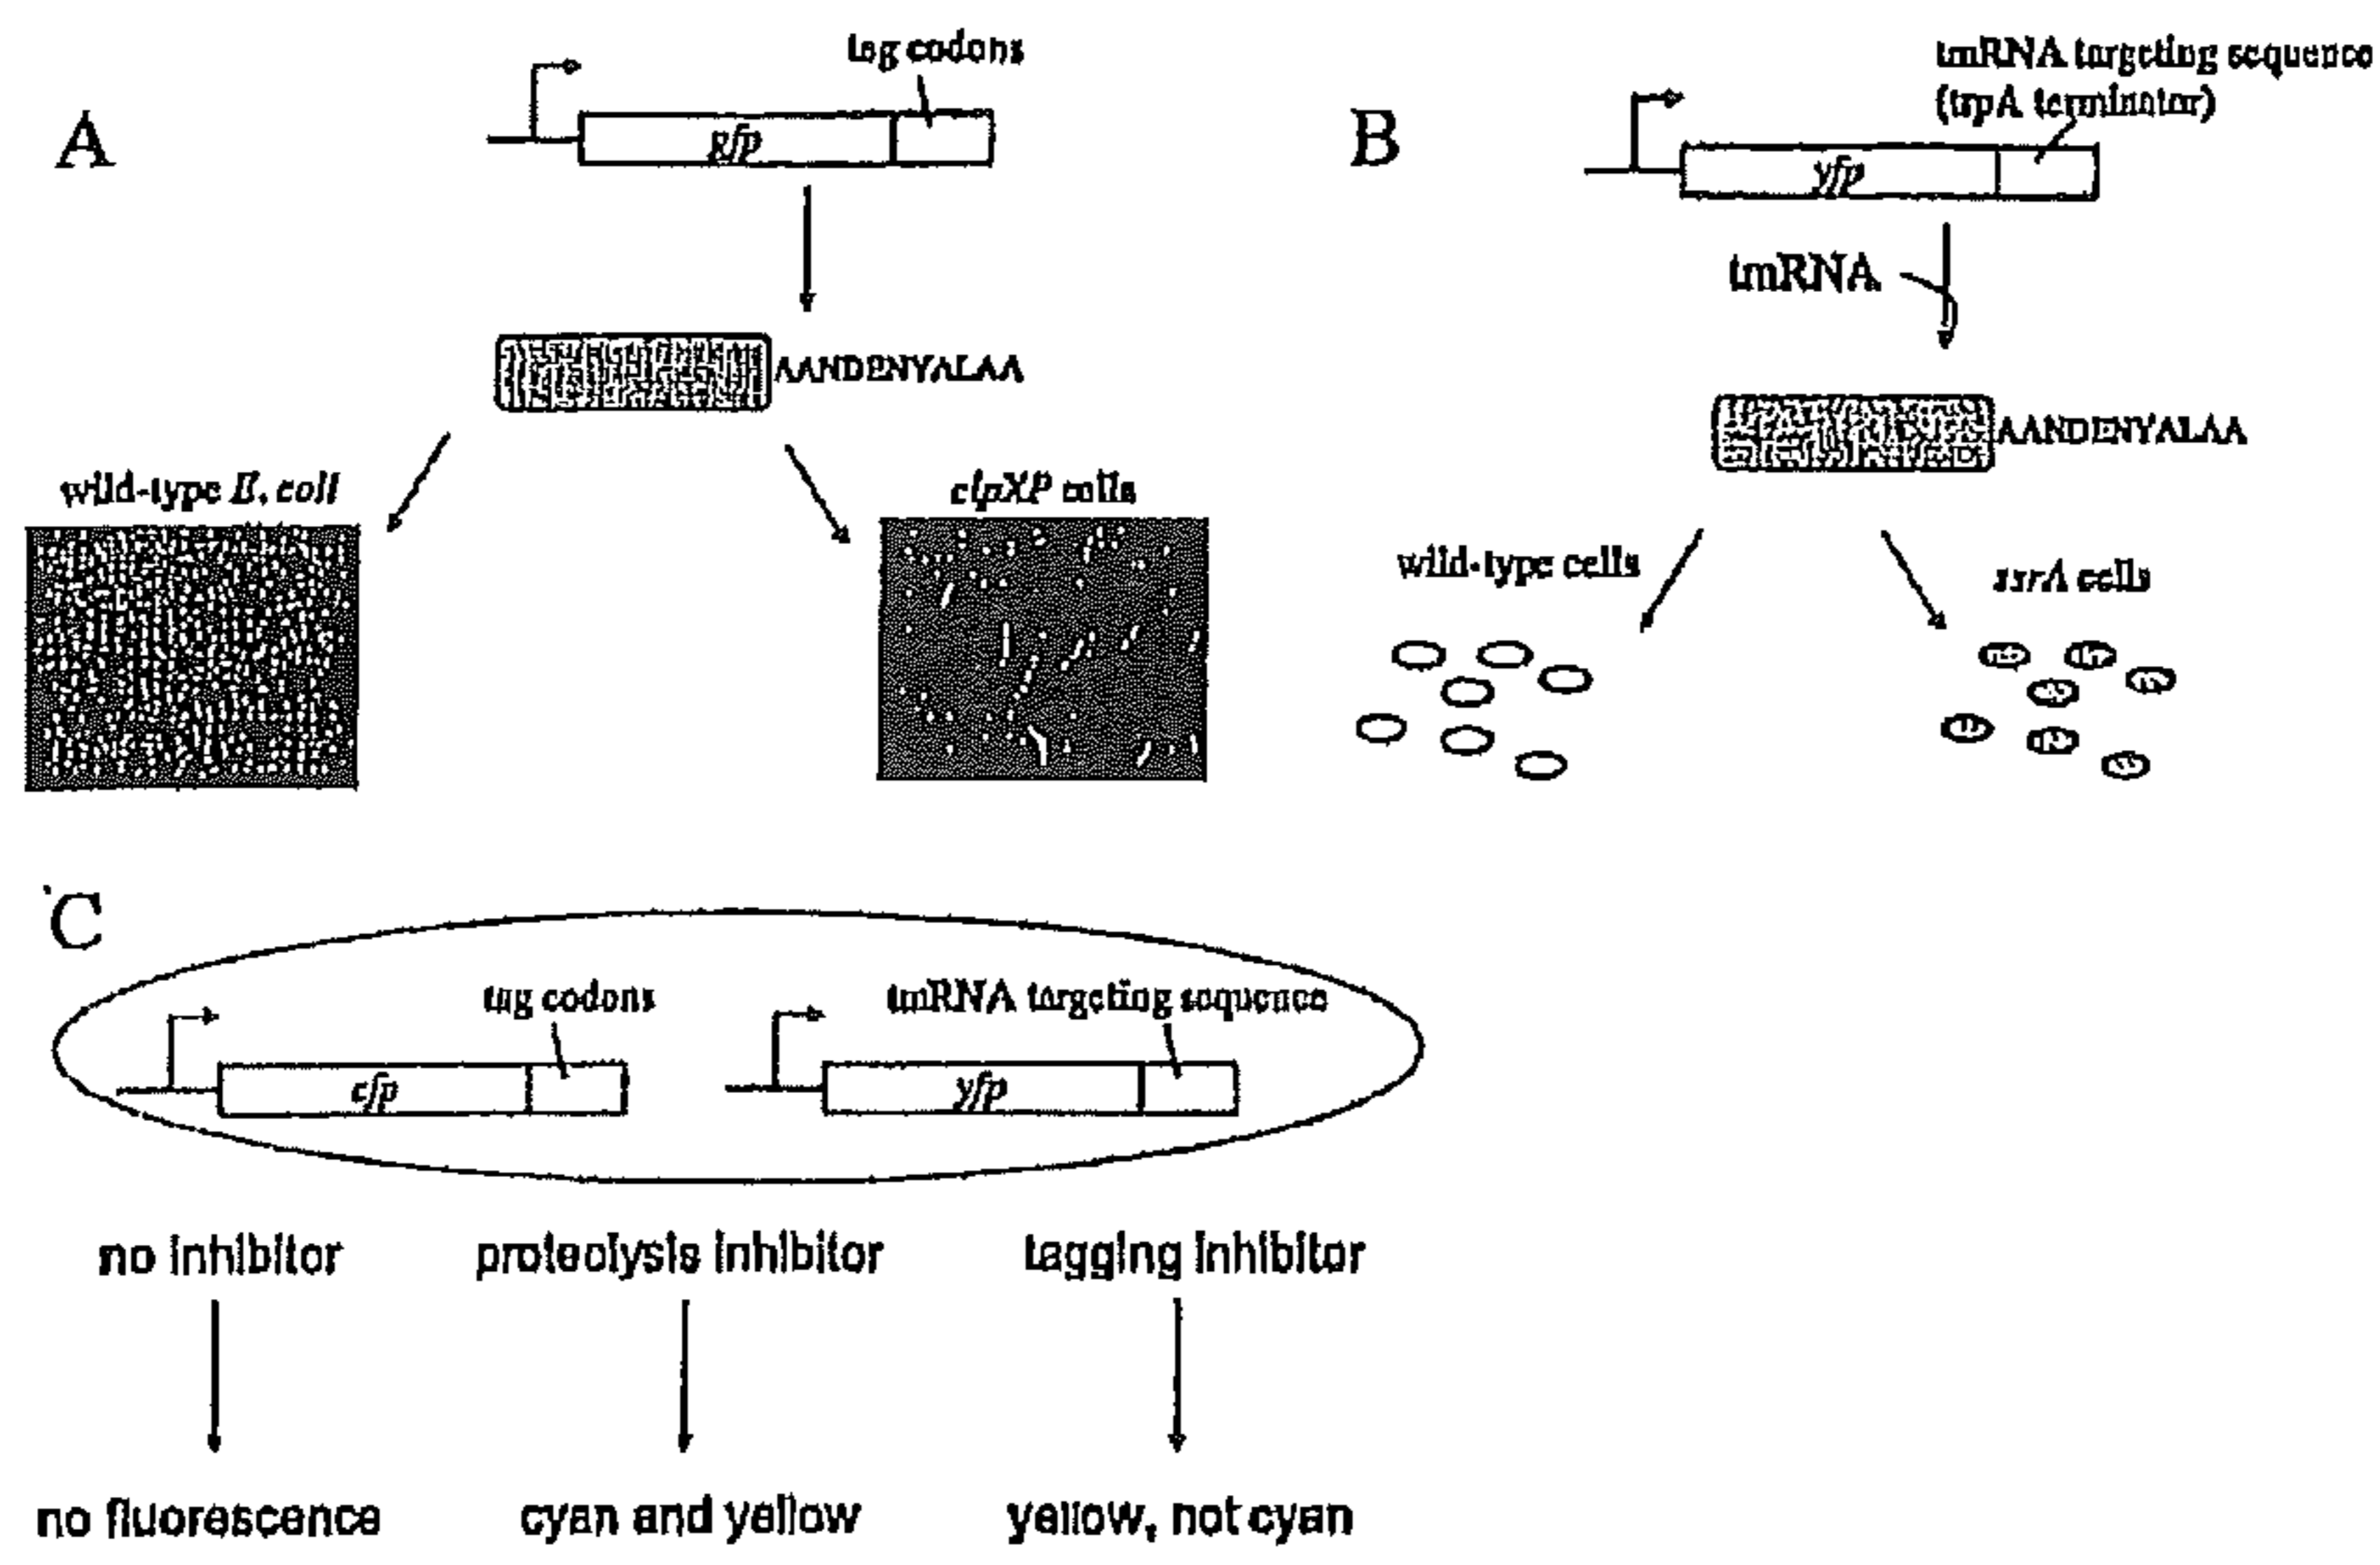 A
tag codons
gfp
AANDENYALAA
wild-type E. coli
clpXP cells
B
tmRNA targeting sequence
(trpA terminator)
yfp
tmRNA
AANDENYALAA
wild-type cells
ssrA cells
C
tag codons
tmRNA targeting sequence
cfp
yfp
no inhibitor
proteolysis inhibitor
tagging inhibitor
no fluorescence
cyan and yellow
yellow, not cyan